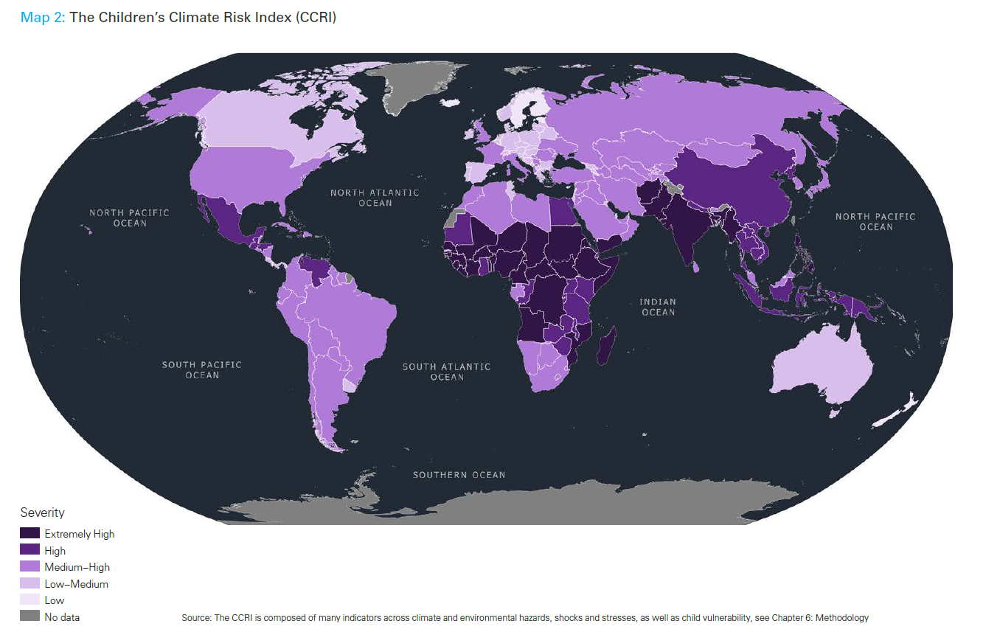 Map 2: The Children’s Climate Risk Index (CCRI)
NORTH ATLANTIC
OCEAN
NORTH PACIFIC
OCEAN
NORTH PACIFIC
OCEAN
INDIAN
OCEAN
SOUTH PACIFIC
OCEAN
SOUTH ATLANTIC
OCEAN
SOUTHERN OCEAN
Severity
Extremely High
High
Medium–High
Low–Medium
Low
No data
Source: The CCRI is composed of many indicators across climate and environmental hazards, shocks and stresses, as well as child vulnerability, see Chapter 6: Methodology